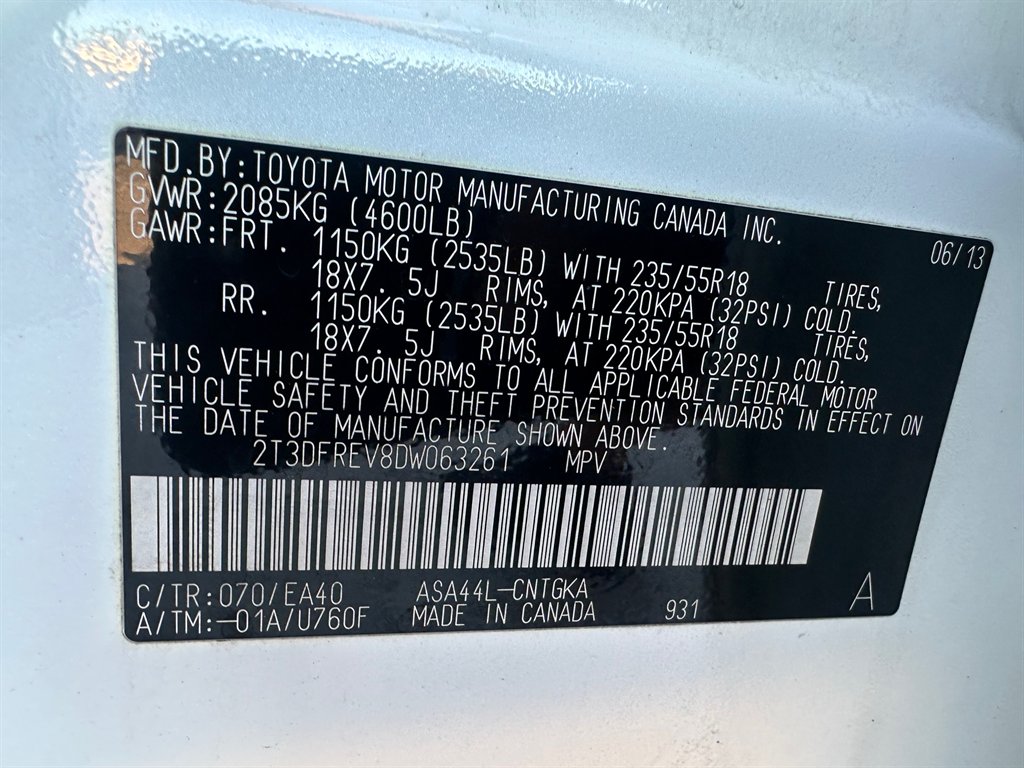 MFD.BY:TOYOTA MOTOR MANUFACTURING CANADA INC.
GVWR:2085KG (4600LB) 06/13
GAWR:FRT. 1150KG (2535LB) WITH 235/55R18 TIRES,
18X7.5J RIMS, AT 220KPA (32PSI) COLD.
RR. 1150KG (2535LB) WITH 235/55R18 TIRES,
18X7.5J RIMS, AT 220KPA (32PSI) COLD.
THIS VEHICLE CONFORMS TO ALL APPLICABLE FEDERAL MOTOR
VEHICLE SAFETY AND THEFT PREVENTION STANDARDS IN EFFECT ON
THE DATE OF MANUFACTURE SHOWN ABOVE.
2T3DFREV8DW063261 MPV
C/TR:070/EA40 ASA44L-CNTGKA
A/TM:-01A/U760F MADE IN CANADA 931 A